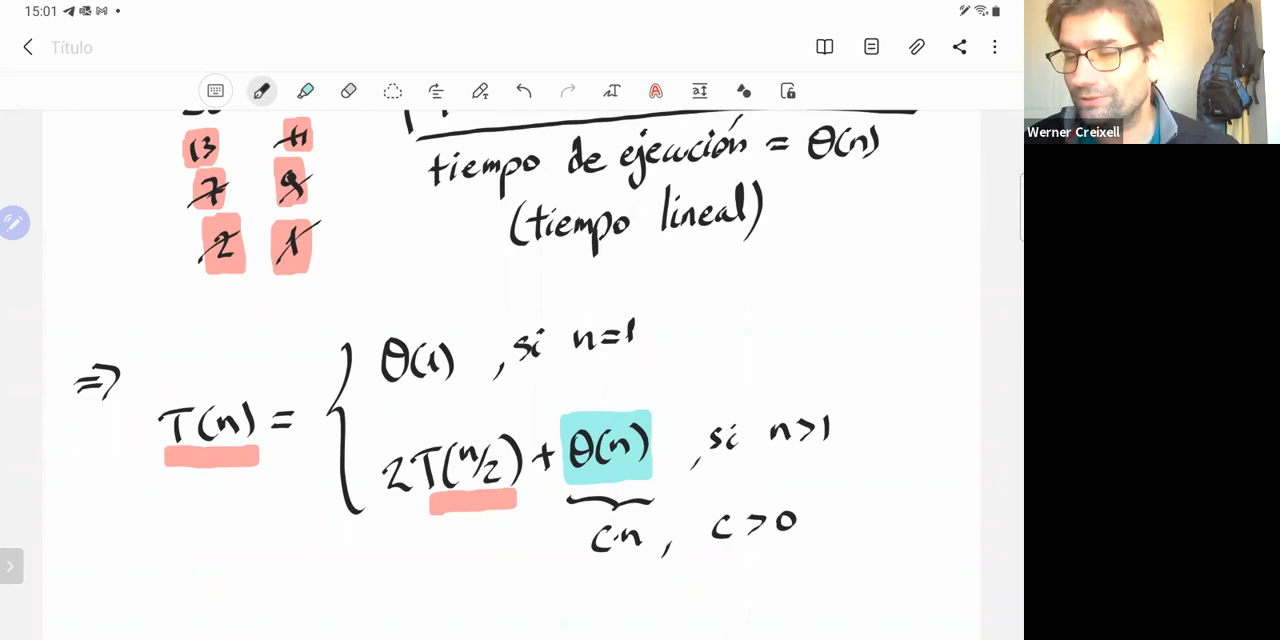 15:01
Título
Werner Creixell
13
7 9
2 1
tiempo de ejecución = θ(n)
(tiempo lineal)
=> T(n) = { θ(1) , si n=1
2T(n/2) + θ(n) , si n>1
c·n , c>0